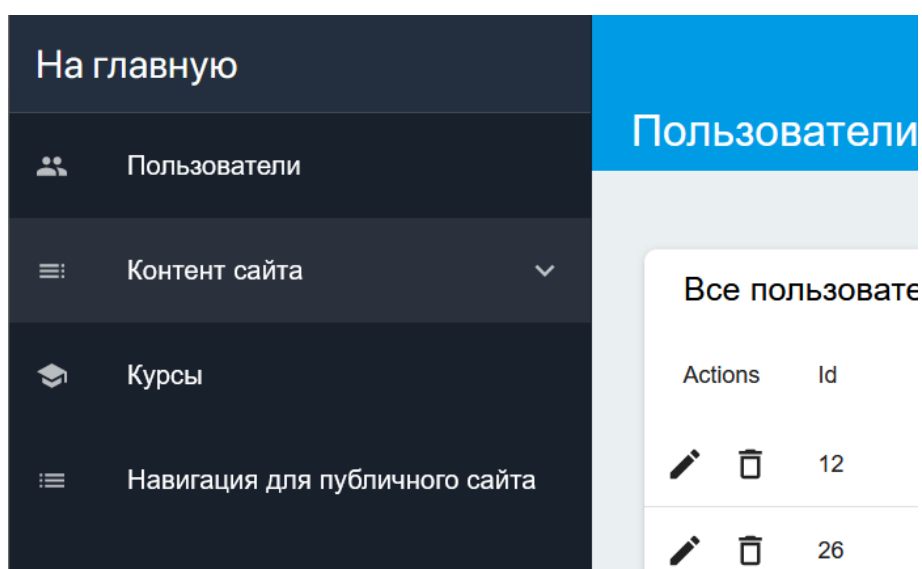 На главную
Пользователи
Контент сайта
Курсы
Навигация для публичного сайта
Пользователи
Все пользовате
Actions Id
12
26